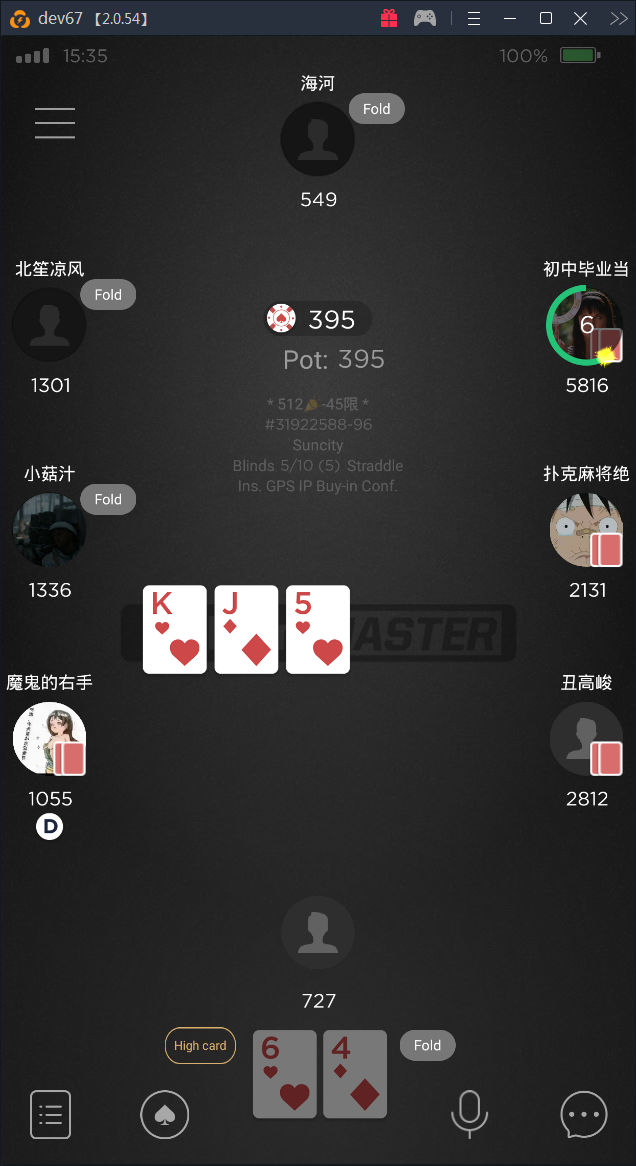 dev67 【2.0.54】
15:35
100%
海河
Fold
549
北笙凉风
Fold
1301
初中毕业当
6
5816
395
Pot: 395
* 512 -45限 *
#31922588-96
Suncity
Blinds 5/10 (5) Straddle
Ins. GPS IP Buy-in Conf.
小菇汁
Fold
1336
扑克麻将绝
2131
K J 5
MASTER
魔鬼的右手
1055
D
丑高峻
2812
727
High card
6 4
Fold